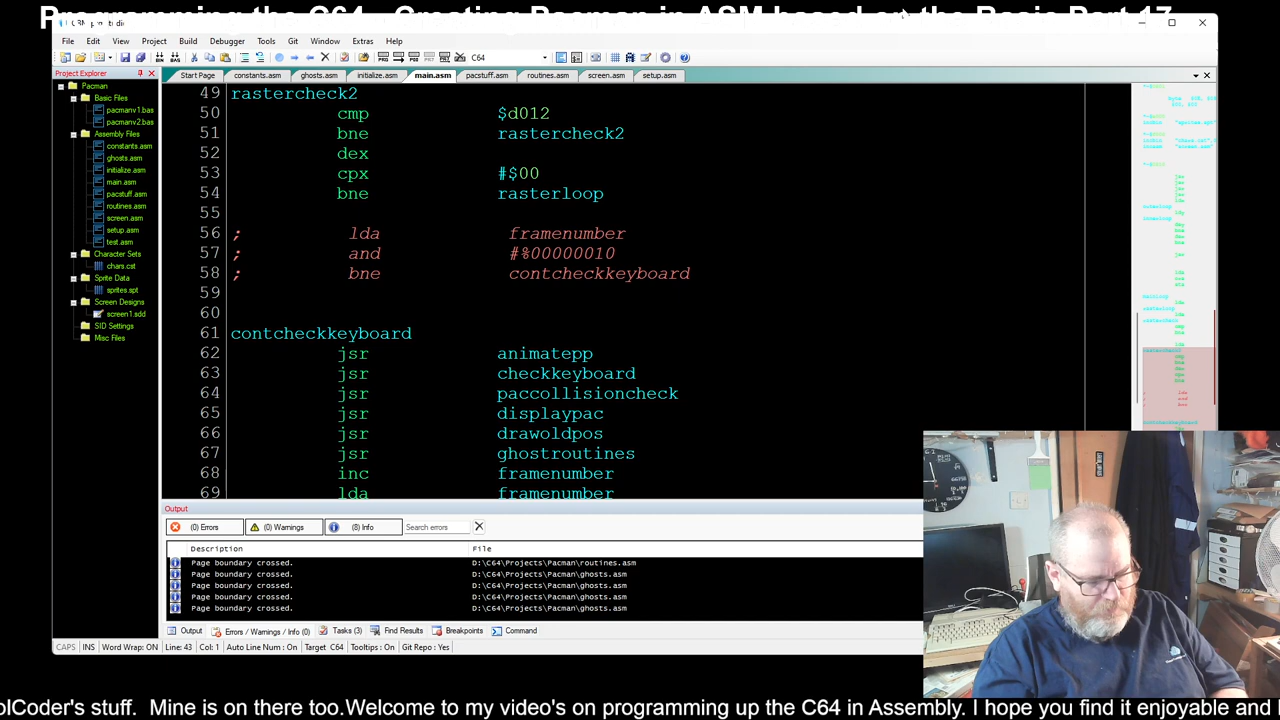 Programming the C64 - Creating Pacman in ASM based on the Basic Part 17
File Edit View Project Build Debugger Tools Git Window Extras Help
C64
Project Explorer
Start Page constants.asm ghosts.asm initialize.asm main.asm pacstuff.asm routines.asm screen.asm setup.asm
Pacman
Basic Files
pacmanv1.bas
pacmanv2.bas
Assembly Files
constants.asm
ghosts.asm
initialize.asm
main.asm
pacstuff.asm
routines.asm
screen.asm
setup.asm
test.asm
Character Sets
chars.cst
Sprite Data
sprites.spt
Screen Designs
screen1.sdd
SID Settings
Misc Files
49 rastercheck2
50 cmp $d012
51 bne rastercheck2
52 dex
53 cpx #$00
54 bne rasterloop
55
56 ; lda framenumber
57 ; and #%00000010
58 ; bne contcheckkeyboard
59
60
61 contcheckkeyboard
62 jsr animatepp
63 jsr checkkeyboard
64 jsr paccollisioncheck
65 jsr displaypac
66 jsr drawoldpos
67 jsr ghostroutines
68 inc framenumber
69 lda framenumber
Output
(0) Errors (0) Warnings (8) Info Search errors
Description File
Page boundary crossed. D:\C64\Projects\Pacman\routines.asm
Page boundary crossed. D:\C64\Projects\Pacman\ghosts.asm
Page boundary crossed. D:\C64\Projects\Pacman\ghosts.asm
Page boundary crossed. D:\C64\Projects\Pacman\ghosts.asm
Page boundary crossed. D:\C64\Projects\Pacman\ghosts.asm
Output Errors / Warnings / Info (0) Tasks (3) Find Results Breakpoints Command
CAPS INS Word Wrap: ON Line: 43 Col: 1 Auto Line Num : On Target C64 Tooltips : On Git Repo : Yes
olCoder's stuff. Mine is on there too.Welcome to my video's on programming up the C64 in Assembly. I hope you find it enjoyable and